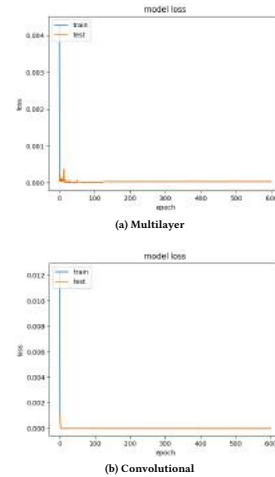 model loss
train
test
0.004
0.003
0.002
0.001
0.000
loss
0 100 200 300 400 500 600
epoch
(a) Multilayer
model loss
train
test
0.012
0.010
0.008
0.006
0.004
0.002
0.000
loss
0 100 200 300 400 500 600
epoch
(b) Convolutional